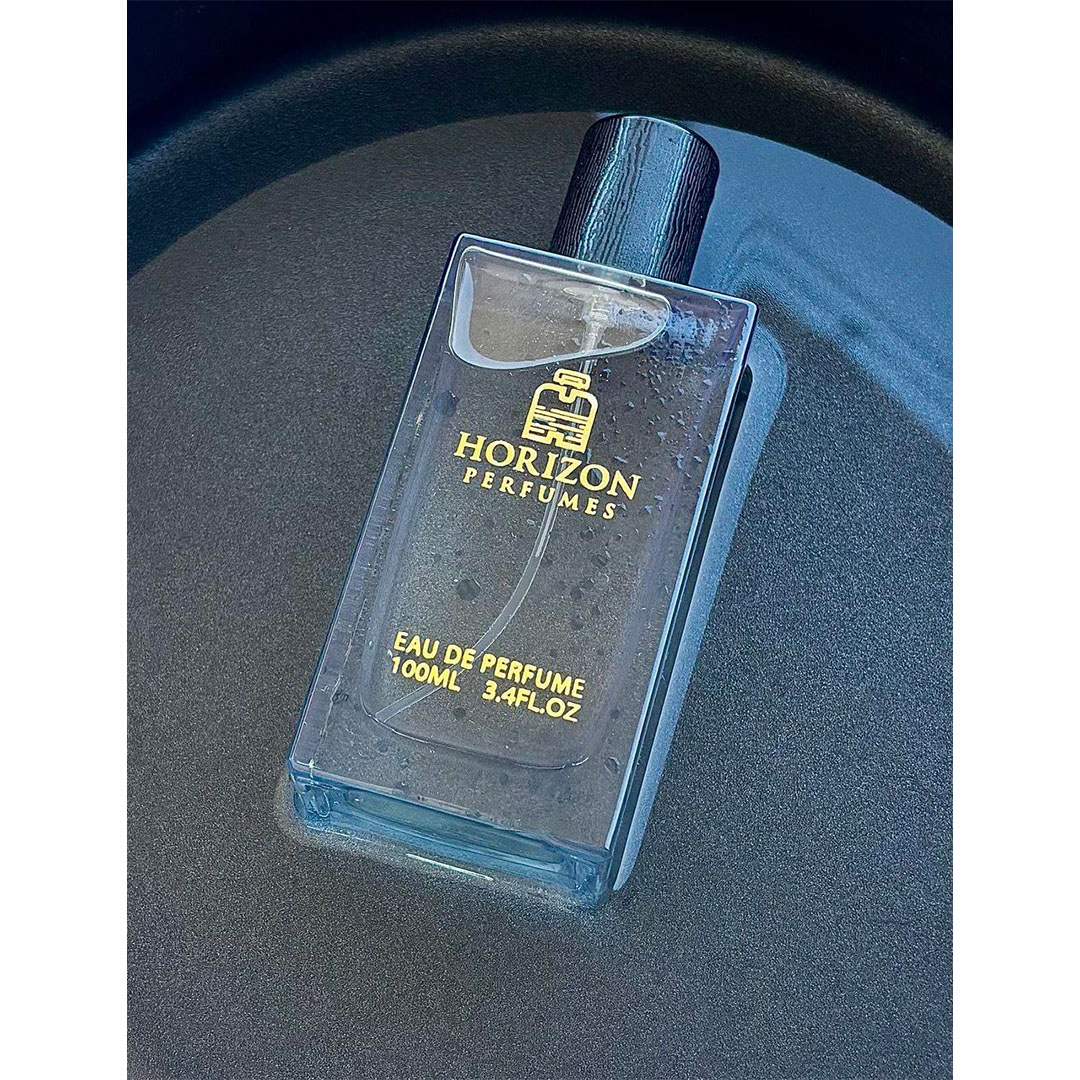 HORIZON
PERFUMES
EAU DE PERFUME
100ML 3.4FL.OZ